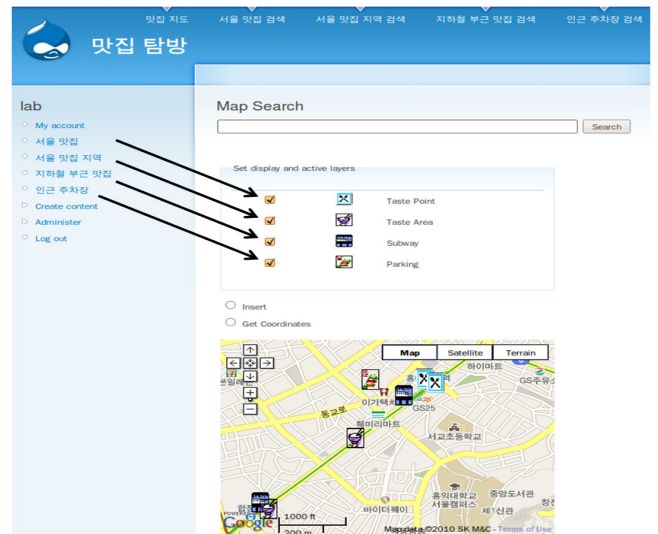 맛집 지도 서울 맛집 검색 서울 맛집 지역 검색 지하철 부근 맛집 검색 인근 주차장 검색
맛집 탐방
lab
My account
서울 맛집
서울 맛집 지역
지하철 부근 맛집
인근 주차장
Create content
Administer
Log out
Map Search
Search
Set display and active layers
Taste Point
Taste Area
Subway
Parking
Insert
Get Coordinates
Map Satellite Terrain
하이마트
GS주유소
이기택
GS25
동교로
훼미리마트
서교초등학교
홍익대학교
서울캠퍼스
중앙도서관
제1신관
바이더웨이
POWERED BY
Google
1000 ft
200 m
Map data ©2010 SK M&C - Terms of Use